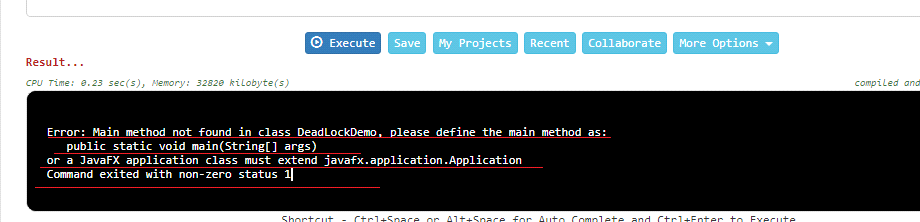 Execute Save My Projects Recent Collaborate More Options
Result...
CPU Time: 0.23 sec(s), Memory: 32820 kilobyte(s) compiled and
Error: Main method not found in class DeadLockDemo, please define the main method as:
public static void main(String[] args)
or a JavaFX application class must extend javafx.application.Application
Command exited with non-zero status 1
Shortcut - Ctrl+Space or Alt+Space for Auto Complete and Ctrl+Enter to Execute